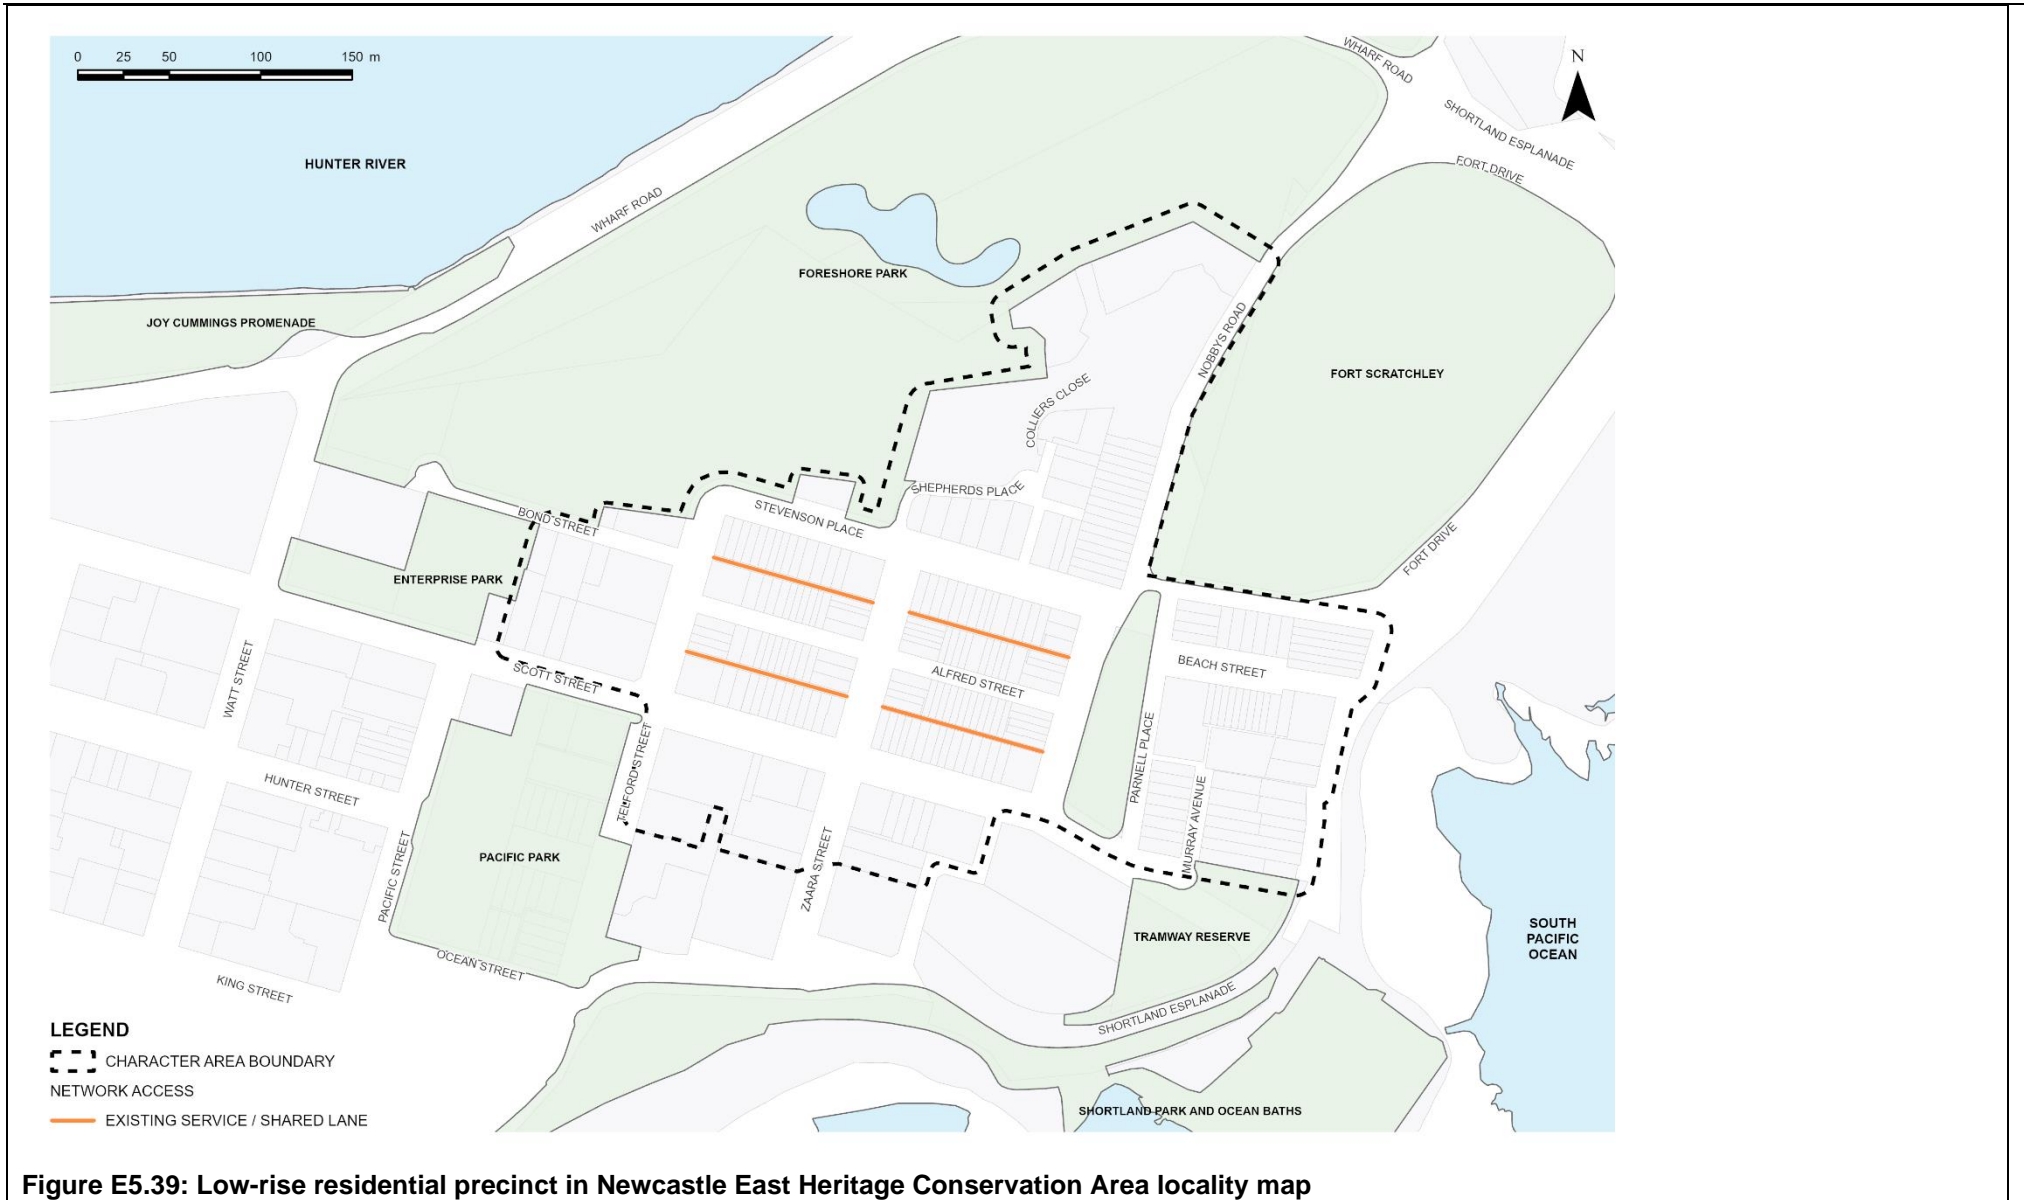 0 25 50 100 150 m
N
WHARF ROAD
SHORTLAND ESPLANADE
FORT DRIVE
HUNTER RIVER
WHARF ROAD
FORESHORE PARK
JOY CUMMINGS PROMENADE
NOBBYS ROAD
FORT SCRATCHLEY
COLLIERS CLOSE
SHEPHERDS PLACE
STEVENSON PLACE
BOND STREET
FORT DRIVE
ENTERPRISE PARK
SCOTT STREET
ALFRED STREET
BEACH STREET
WATT STREET
TELFORD STREET
PARNELL PLACE
MURRAY AVENUE
HUNTER STREET
PACIFIC STREET
PACIFIC PARK
ZAARA STREET
TRAMWAY RESERVE
SOUTH
PACIFIC
OCEAN
OCEAN STREET
KING STREET
SHORTLAND ESPLANADE
SHORTLAND PARK AND OCEAN BATHS
LEGEND
CHARACTER AREA BOUNDARY
NETWORK ACCESS
EXISTING SERVICE / SHARED LANE
Figure E5.39: Low-rise residential precinct in Newcastle East Heritage Conservation Area locality map